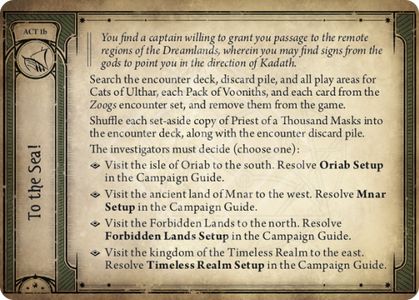 ACT 1b
To the Sea!
You find a captain willing to grant you passage to the remote
regions of the Dreamlands, wherein you may find signs from the
gods to point you in the direction of Kadath.
Search the encounter deck, discard pile, and all play areas for
Cats of Ulthar, each Pack of Vooniths, and each card from the
Zoogs encounter set, and remove them from the game.
Shuffle each set-aside copy of Priest of a Thousand Masks into
the encounter deck, along with the encounter discard pile.
The investigators must decide (choose one):
Visit the isle of Oriab to the south. Resolve Oriab Setup
in the Campaign Guide.
Visit the ancient land of Mnar to the west. Resolve Mnar
Setup in the Campaign Guide.
Visit the Forbidden Lands to the north. Resolve
Forbidden Lands Setup in the Campaign Guide.
Visit the kingdom of the Timeless Realm to the east.
Resolve Timeless Realm Setup in the Campaign Guide.